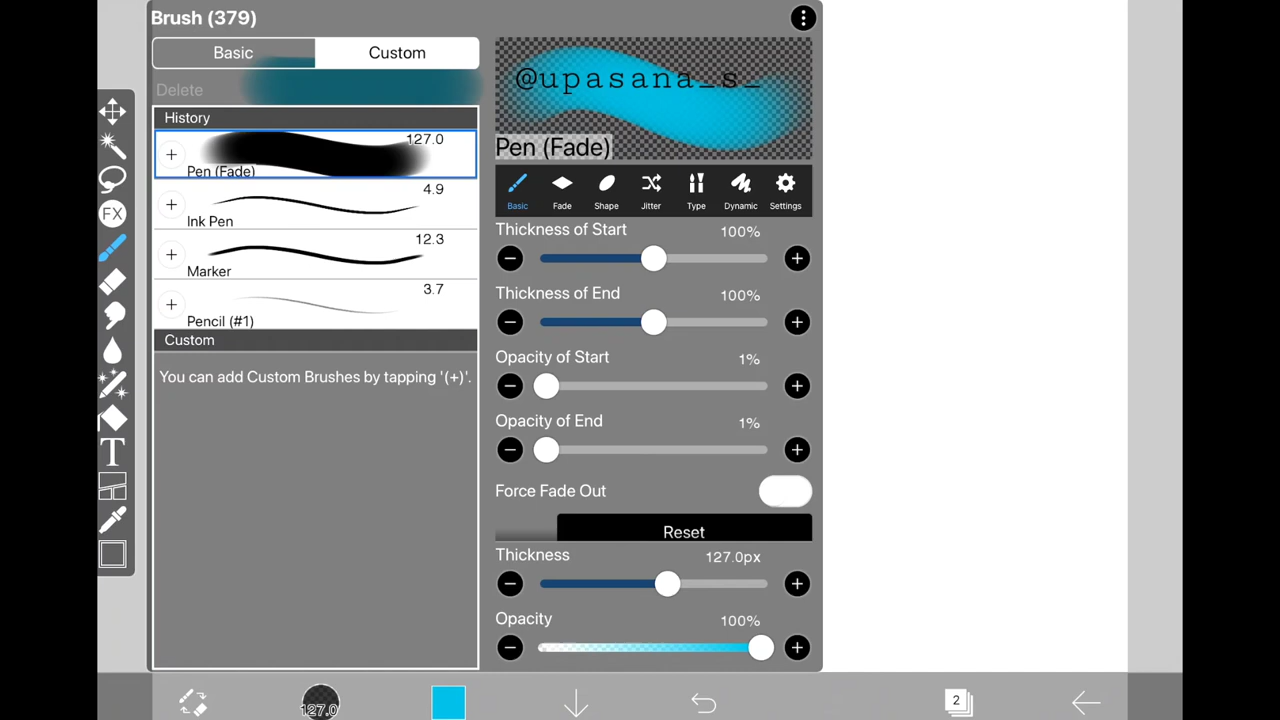 Brush (379)
Basic
Custom
Delete
History
127.0
Pen (Fade)
4.9
Ink Pen
12.3
Marker
3.7
Pencil (#1)
Custom
You can add Custom Brushes by tapping '(+)'.
@upasana_s_
Pen (Fade)
Basic
Fade
Shape
Jitter
Type
Dynamic
Settings
Thickness of Start
100%
Thickness of End
100%
Opacity of Start
1%
Opacity of End
1%
Force Fade Out
Reset
Thickness
127.0px
Opacity
100%
FX
T
127.0
2